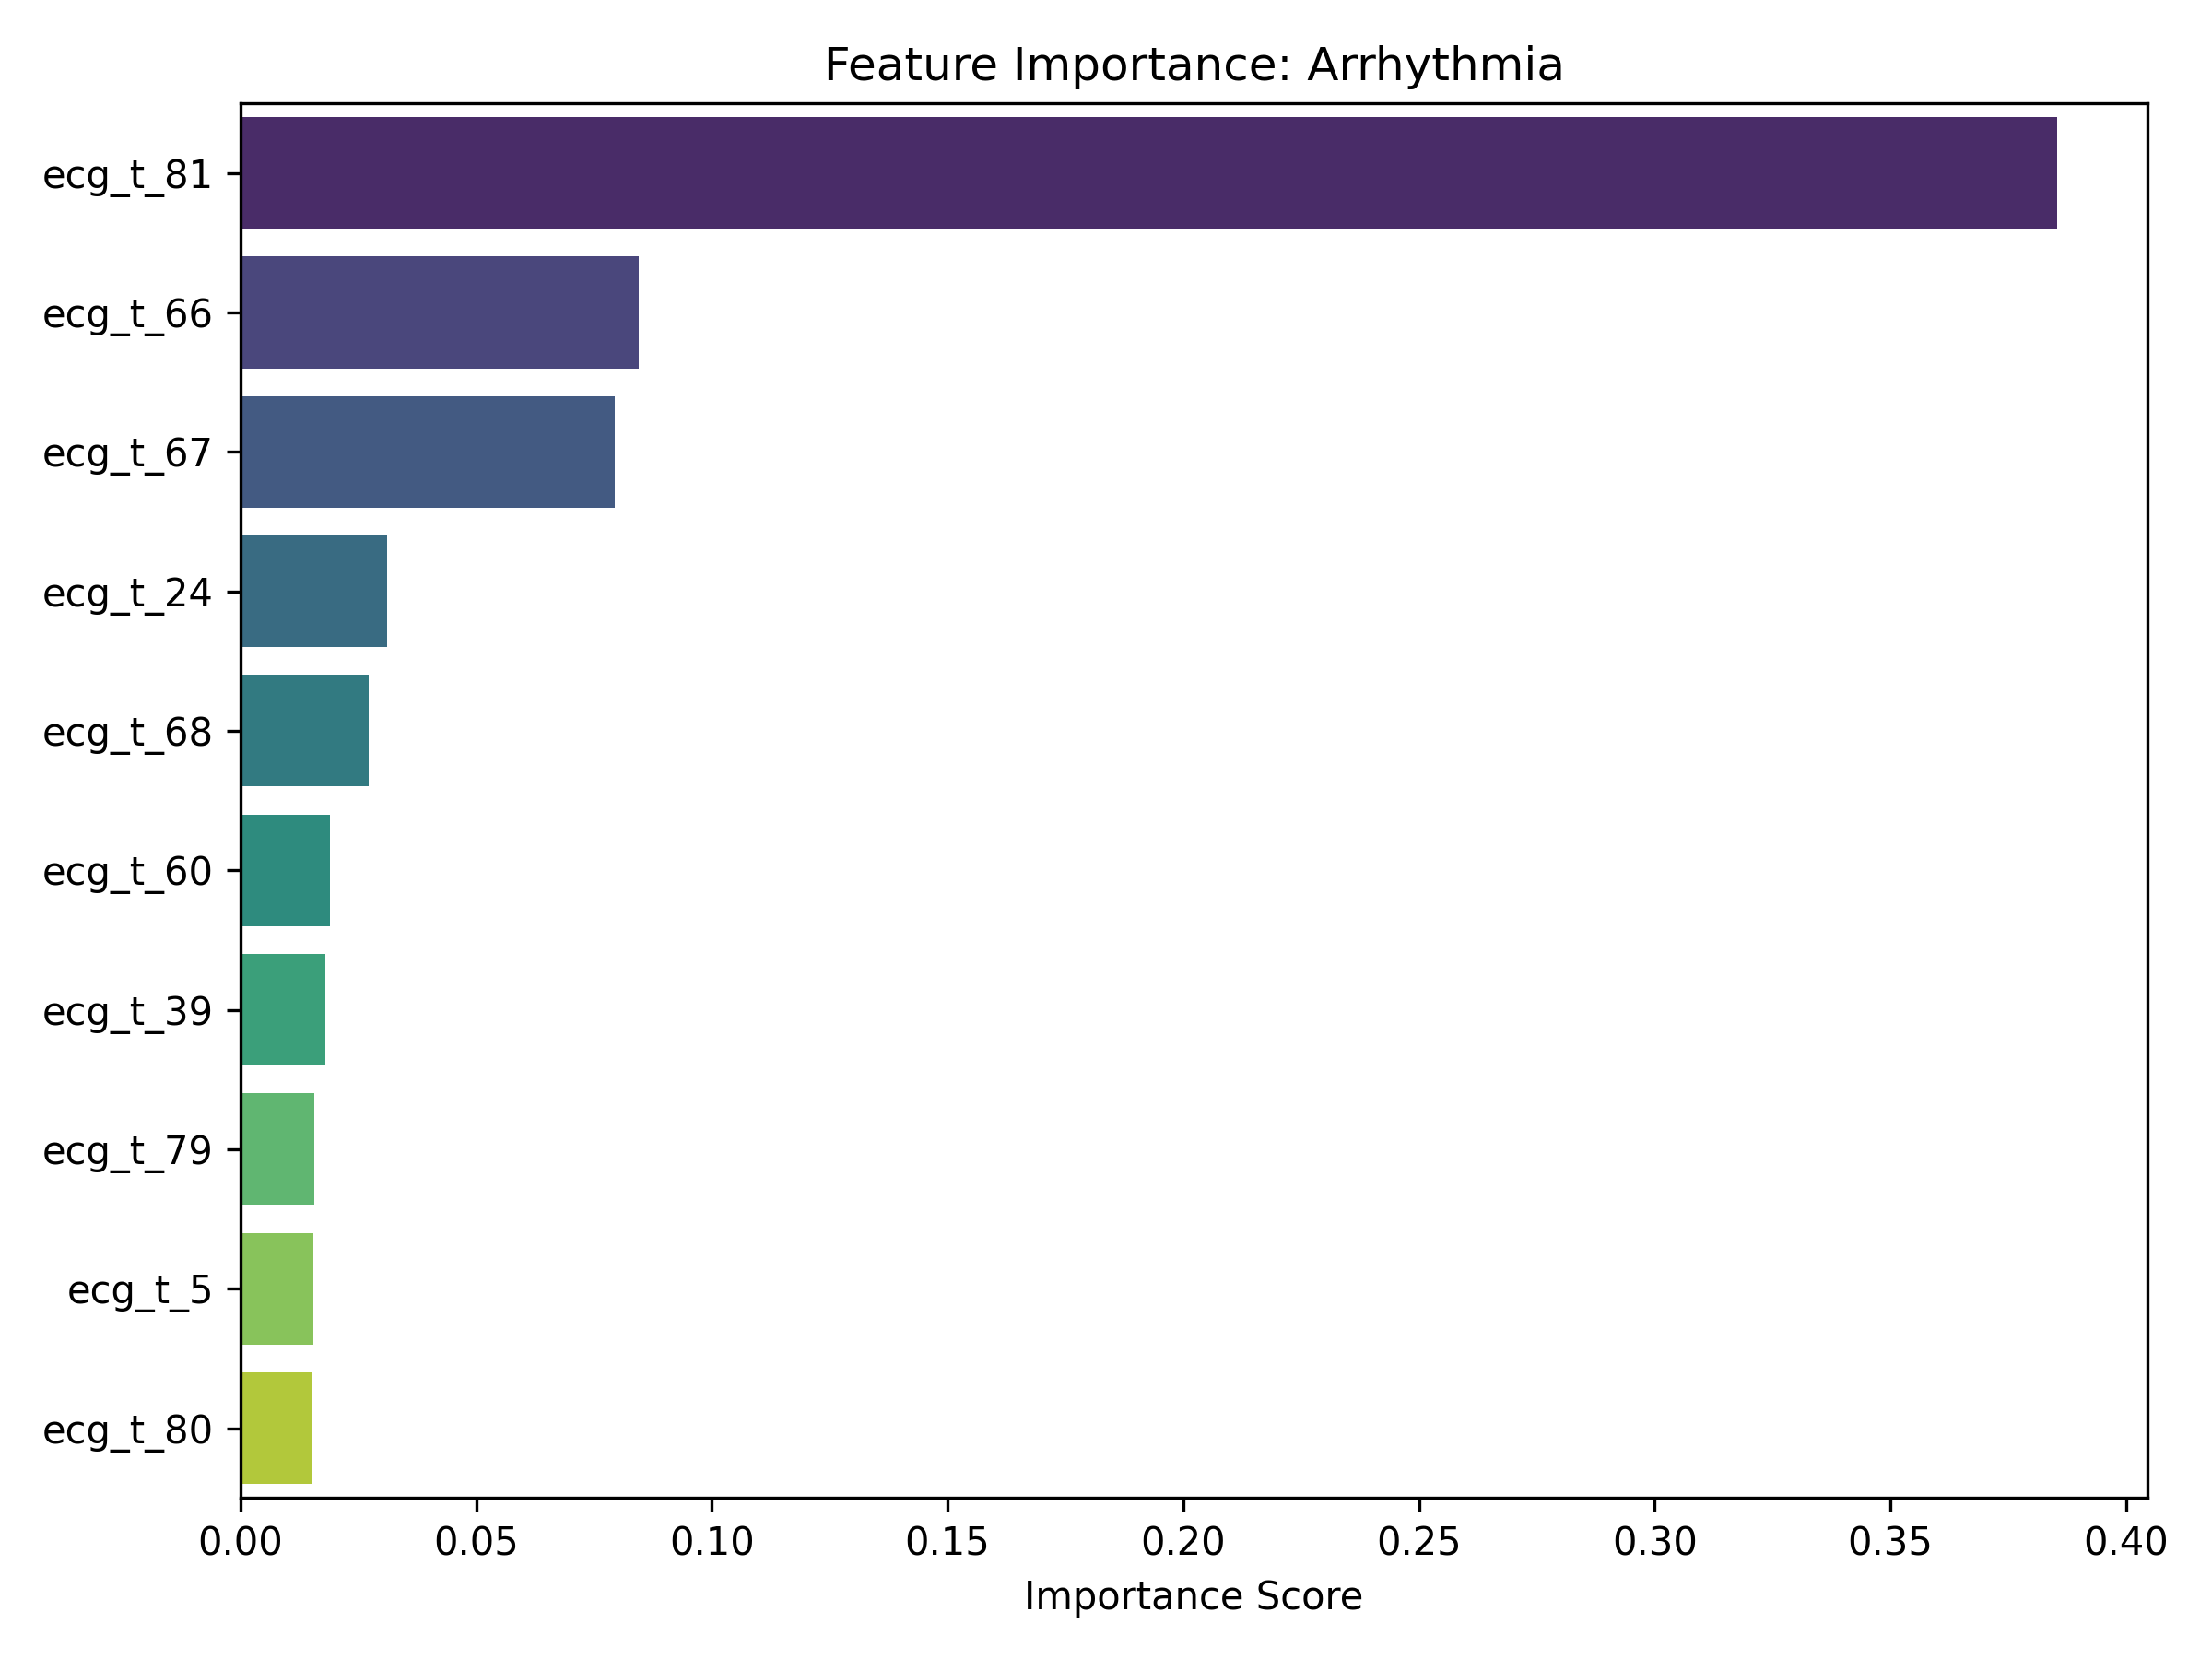 Feature Importance: Arrhythmia
ecg_t_81
ecg_t_66
ecg_t_67
ecg_t_24
ecg_t_68
ecg_t_60
ecg_t_39
ecg_t_79
ecg_t_5
ecg_t_80
0.00 0.05 0.10 0.15 0.20 0.25 0.30 0.35 0.40
Importance Score